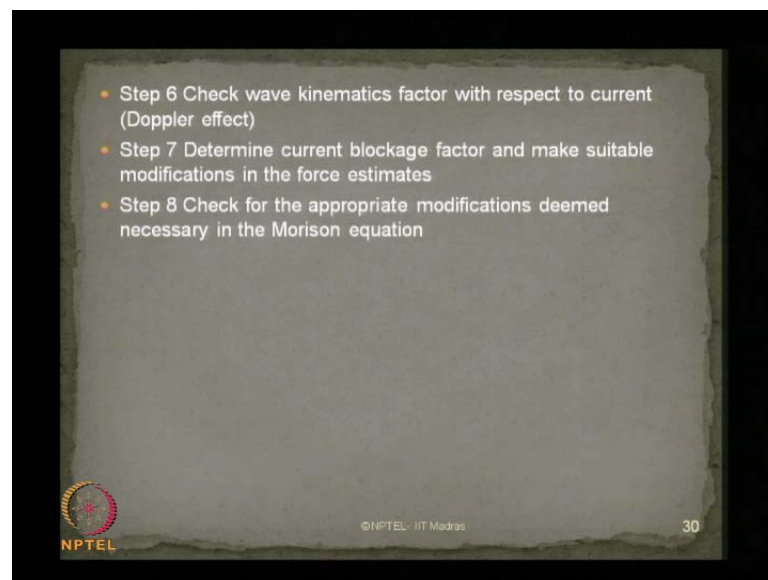 • Step 6 Check wave kinematics factor with respect to current
(Doppler effect)
• Step 7 Determine current blockage factor and make suitable
modifications in the force estimates
• Step 8 Check for the appropriate modifications deemed
necessary in the Morison equation
©NPTEL- IIT Madras
30
NPTEL